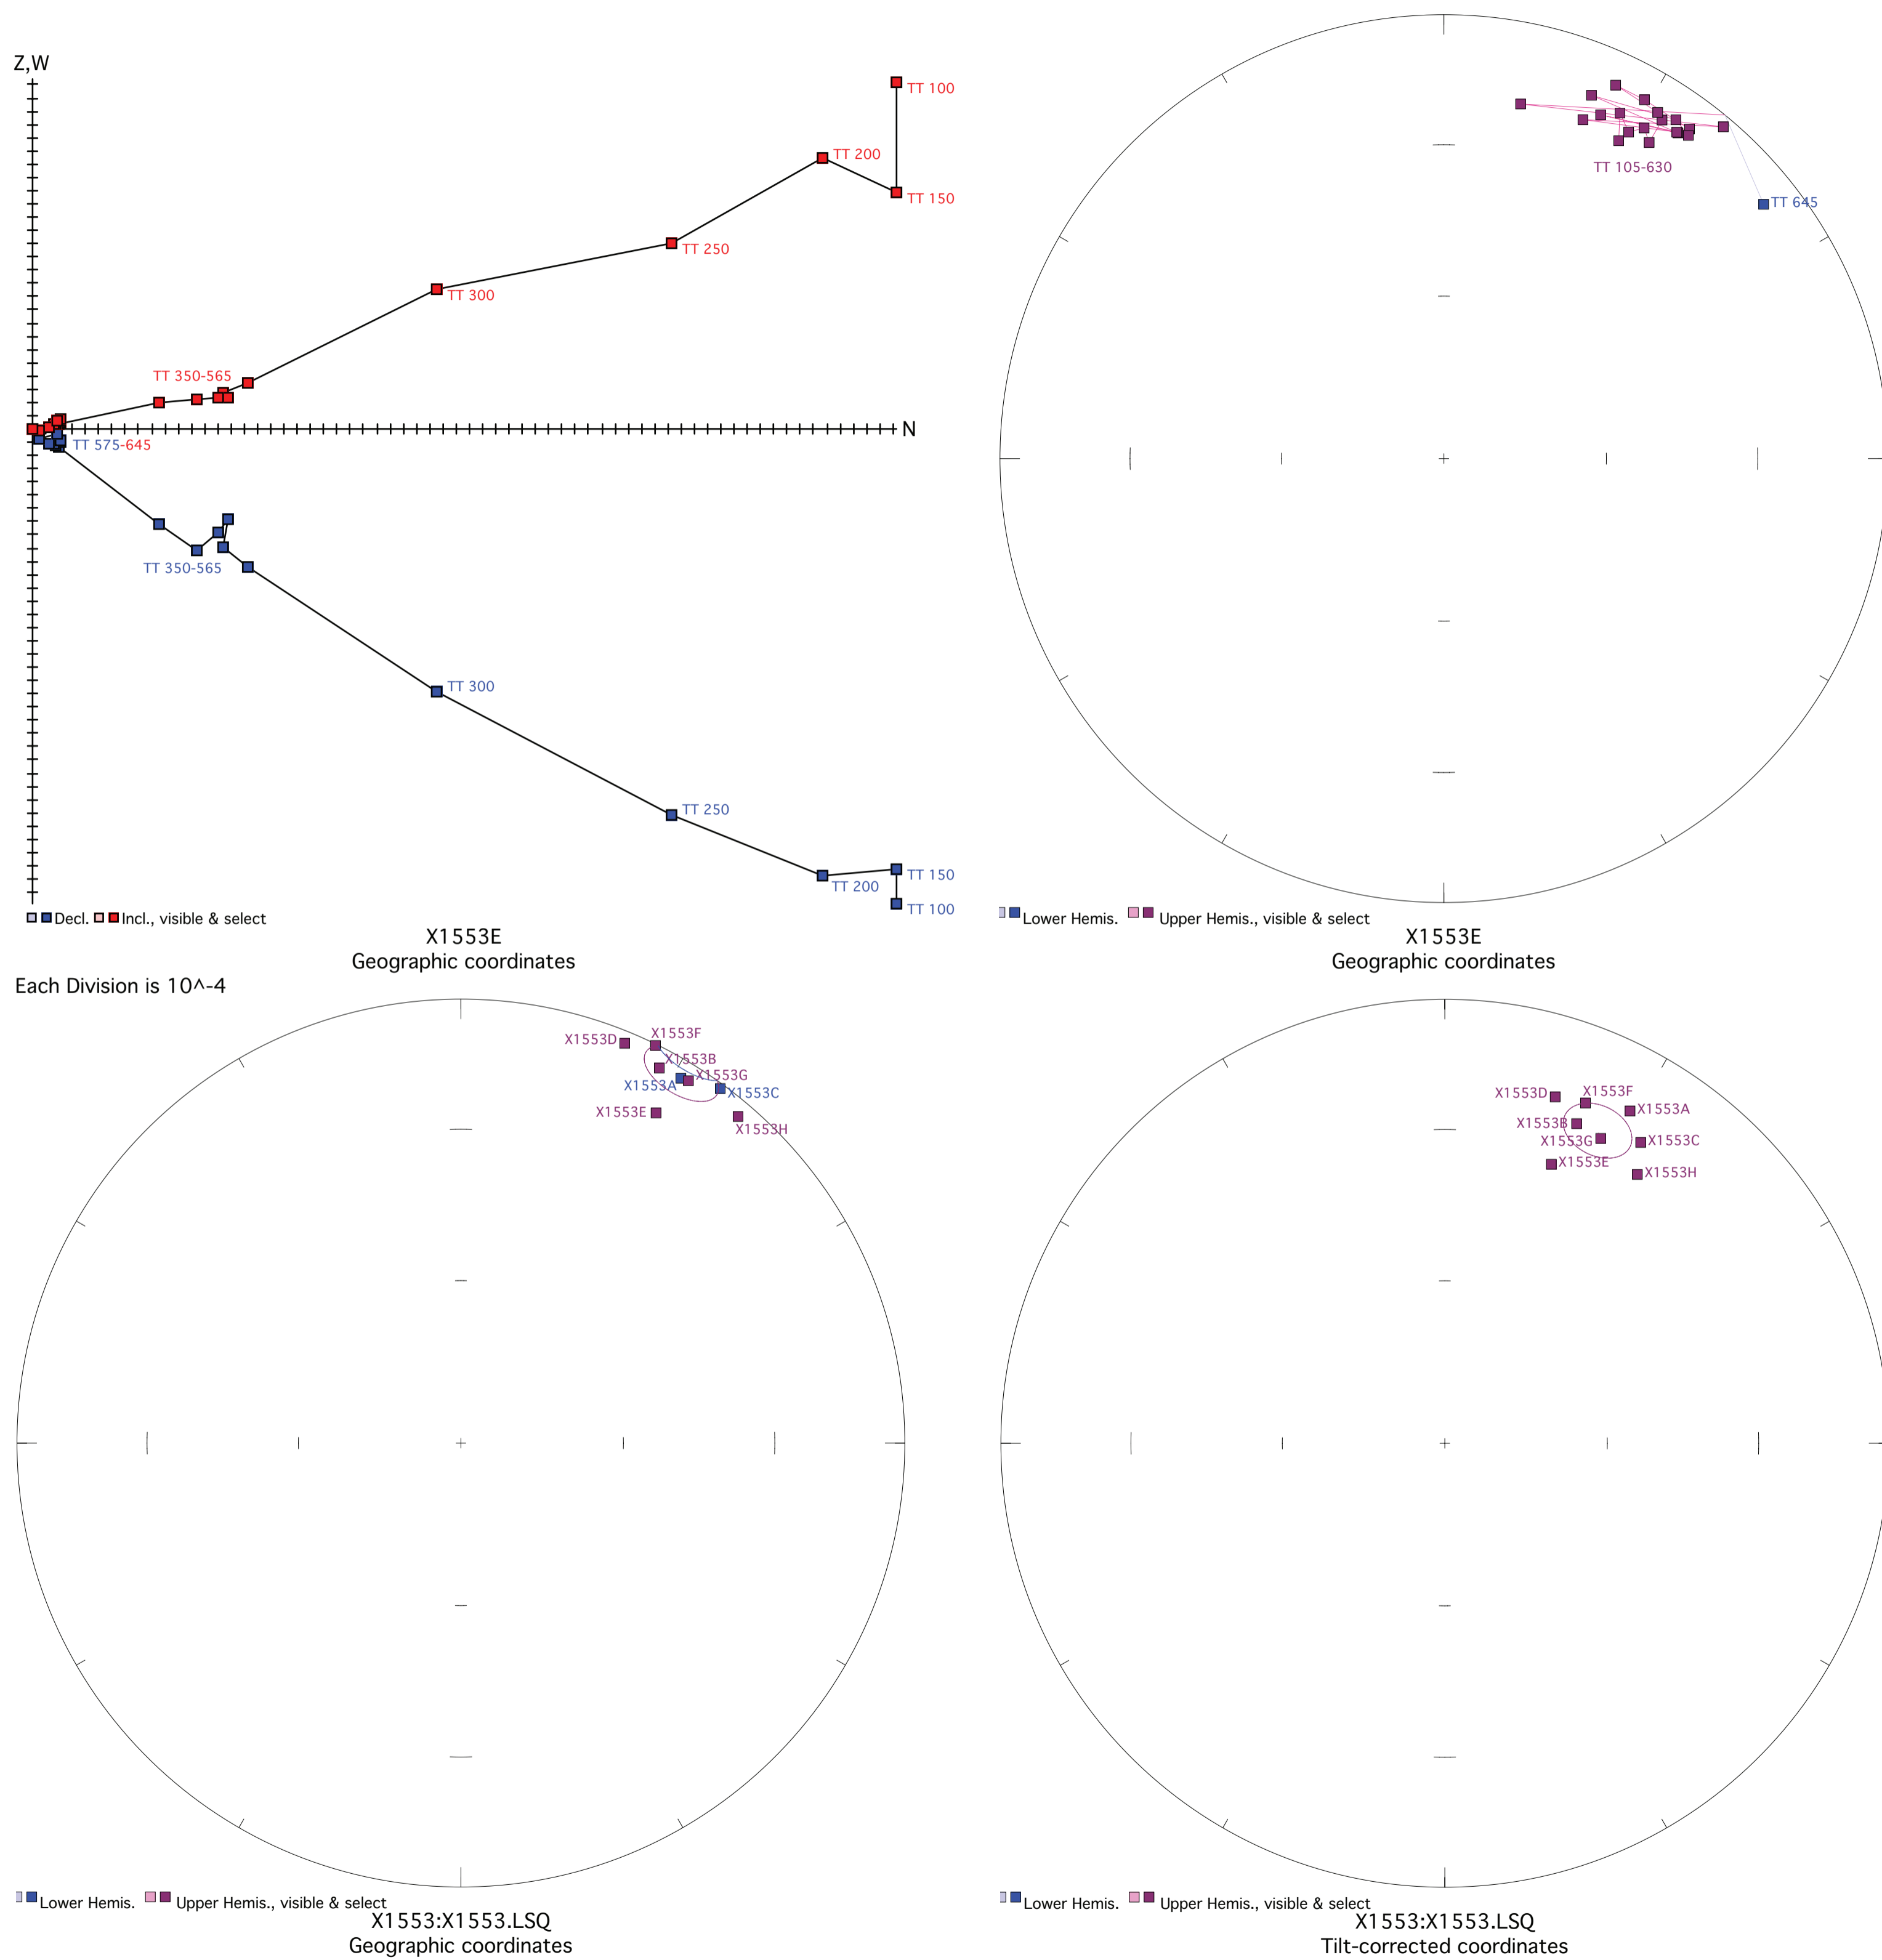 Z,W
TT 100
TT 200
TT 150
TT 250
TT 300
TT 350-565
N
TT 575-645
TT 350-565
TT 300
TT 250
TT 150
TT 200
TT 100
Decl. Incl., visible & select
X1553E
Geographic coordinates
Each Division is 10^-4
TT 105-630
TT 645
Lower Hemis. Upper Hemis., visible & select
X1553E
Geographic coordinates
X1553D
X1553F
X1553B
X1553G
X1553A
X1553C
X1553E
X1553H
Lower Hemis. Upper Hemis., visible & select
X1553:X1553.LSQ
Geographic coordinates
X1553D
X1553F
X1553A
X1553B
X1553G
X1553C
X1553E
X1553H
Lower Hemis. Upper Hemis., visible & select
X1553:X1553.LSQ
Tilt-corrected coordinates